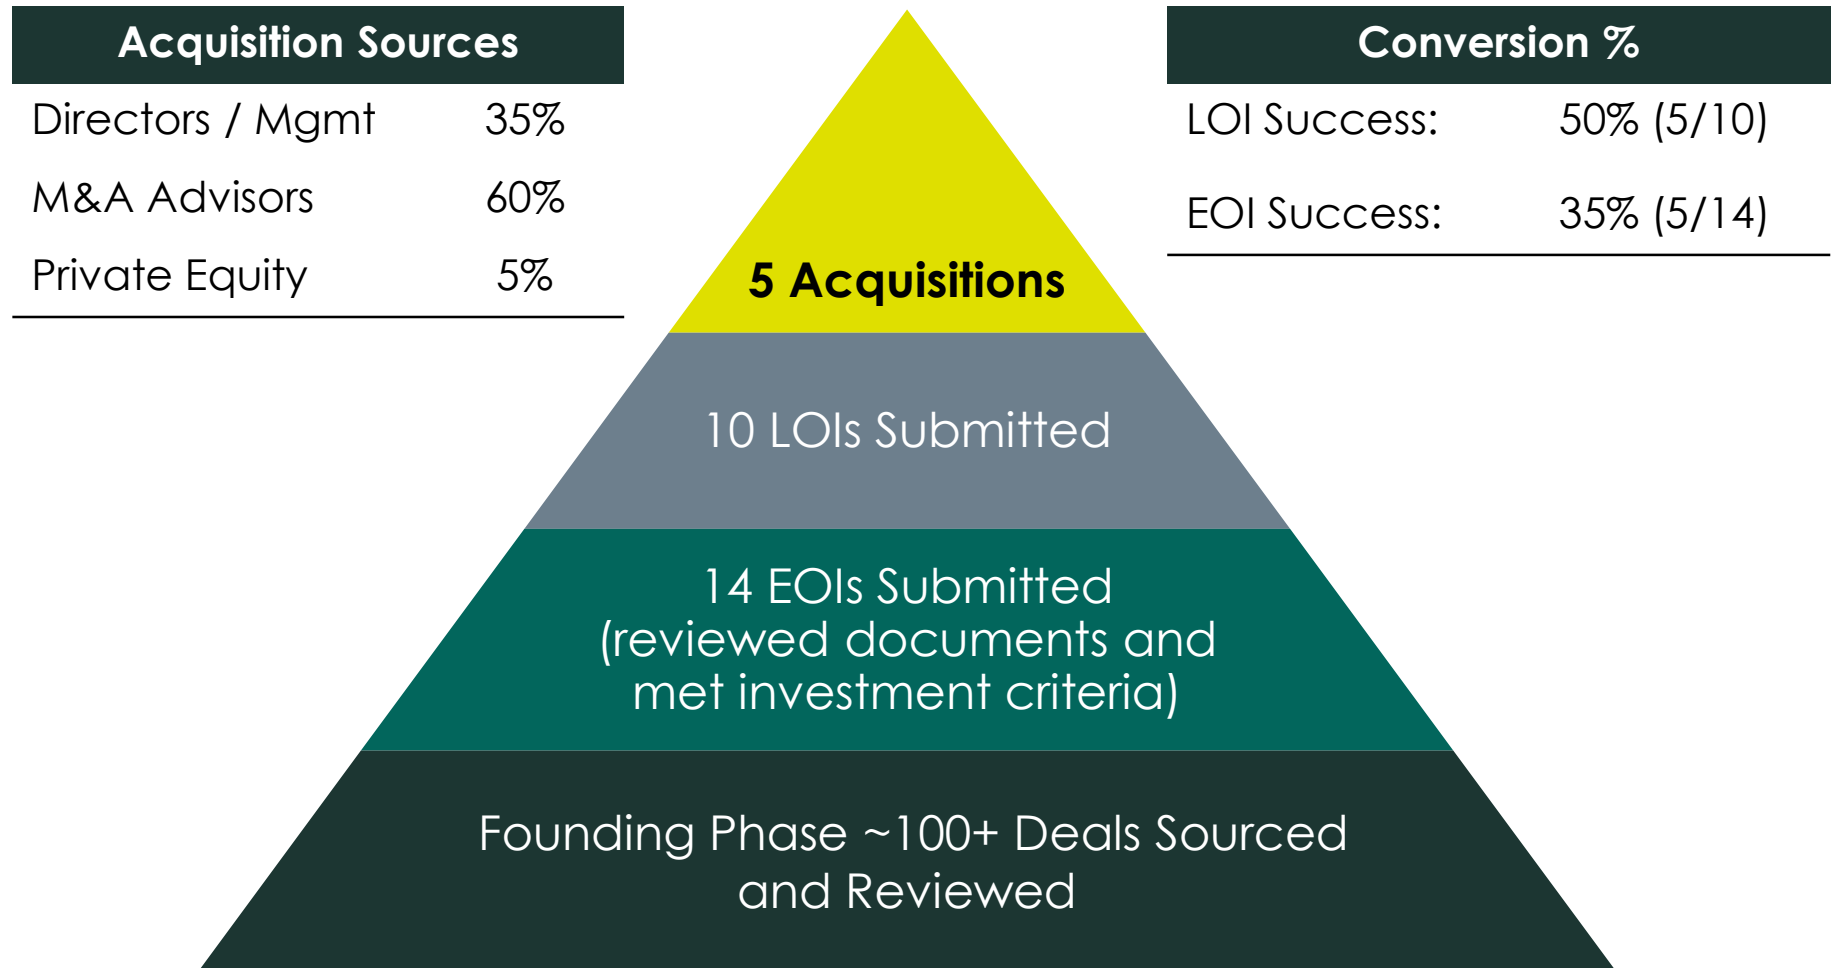 Acquisition Sources
Directors / Mgmt 35%
M&A Advisors 60%
Private Equity 5%
Conversion %
LOI Success: 50% (5/10)
EOI Success: 35% (5/14)
5 Acquisitions
10 LOIs Submitted
14 EOIs Submitted
(reviewed documents and
met investment criteria)
Founding Phase ~100+ Deals Sourced
and Reviewed